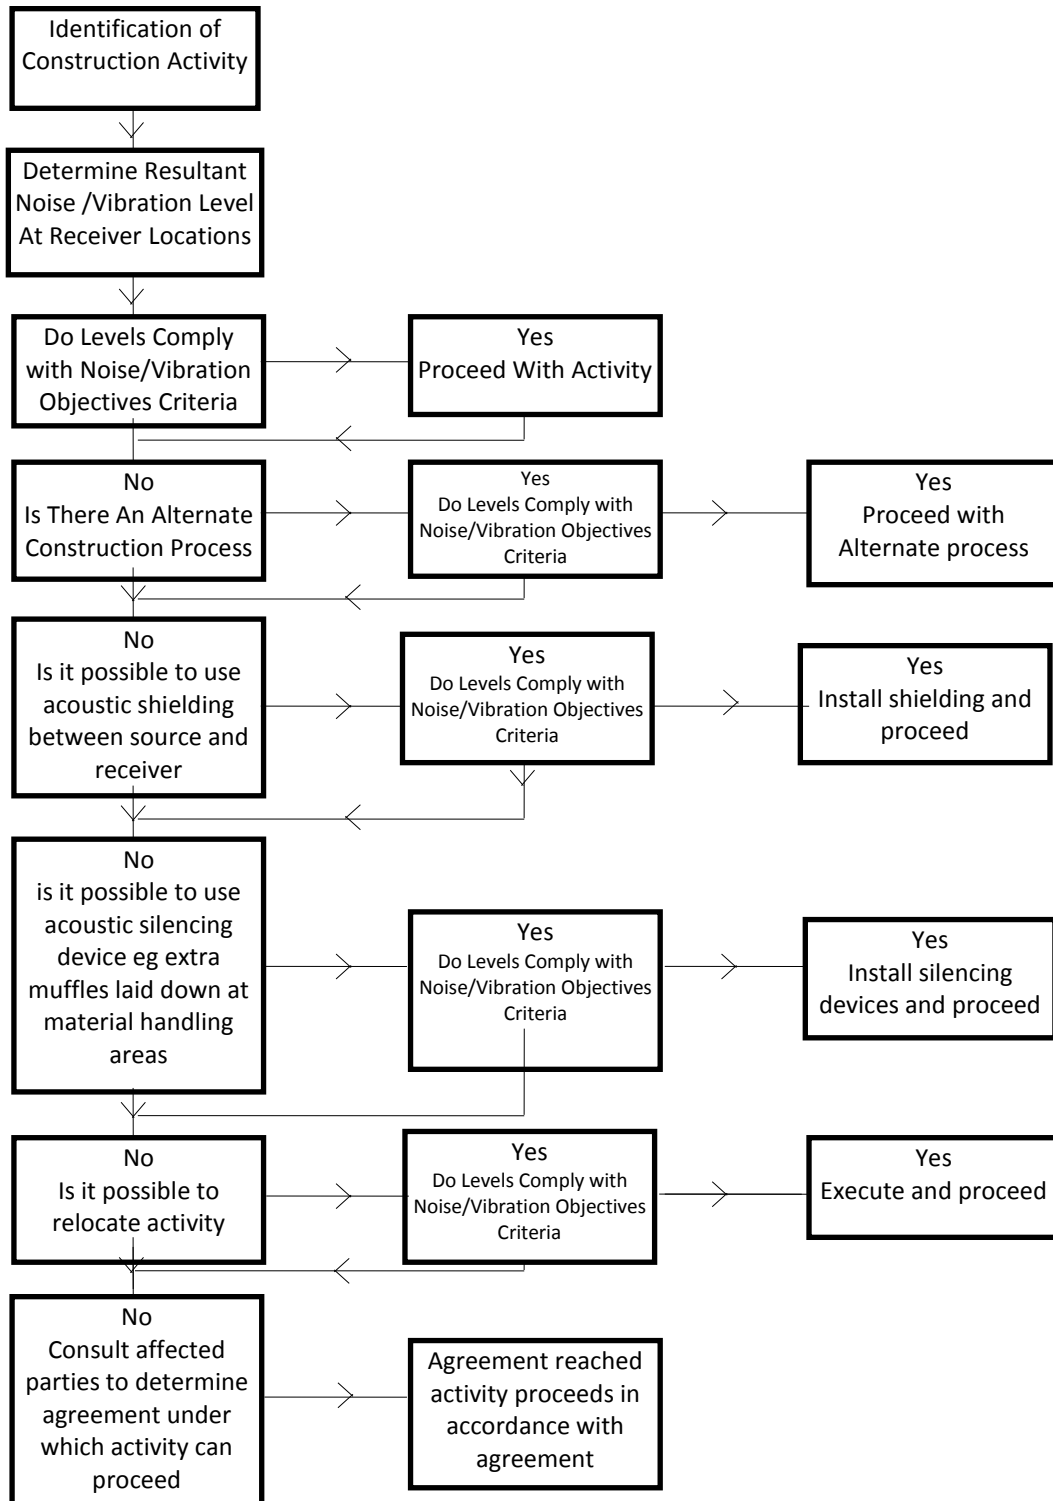 Identification of
Construction Activity
Determine Resultant
Noise /Vibration Level
At Receiver Locations
Do Levels Comply
with Noise/Vibration
Objectives Criteria
Yes
Proceed With Activity
No
Is There An Alternate
Construction Process
Yes
Do Levels Comply with
Noise/Vibration Objectives
Criteria
Yes
Proceed with
Alternate process
No
Is it possible to use
acoustic shielding
between source and
receiver
Yes
Do Levels Comply with
Noise/Vibration Objectives
Criteria
Yes
Install shielding and
proceed
No
is it possible to use
acoustic silencing
device eg extra
muffles laid down at
material handling
areas
Yes
Do Levels Comply with
Noise/Vibration Objectives
Criteria
Yes
Install silencing
devices and proceed
No
Is it possible to
relocate activity
Yes
Do Levels Comply with
Noise/Vibration Objectives
Criteria
Yes
Execute and proceed
No
Consult affected
parties to determine
agreement under
which activity can
proceed
Agreement reached
activity proceeds in
accordance with
agreement